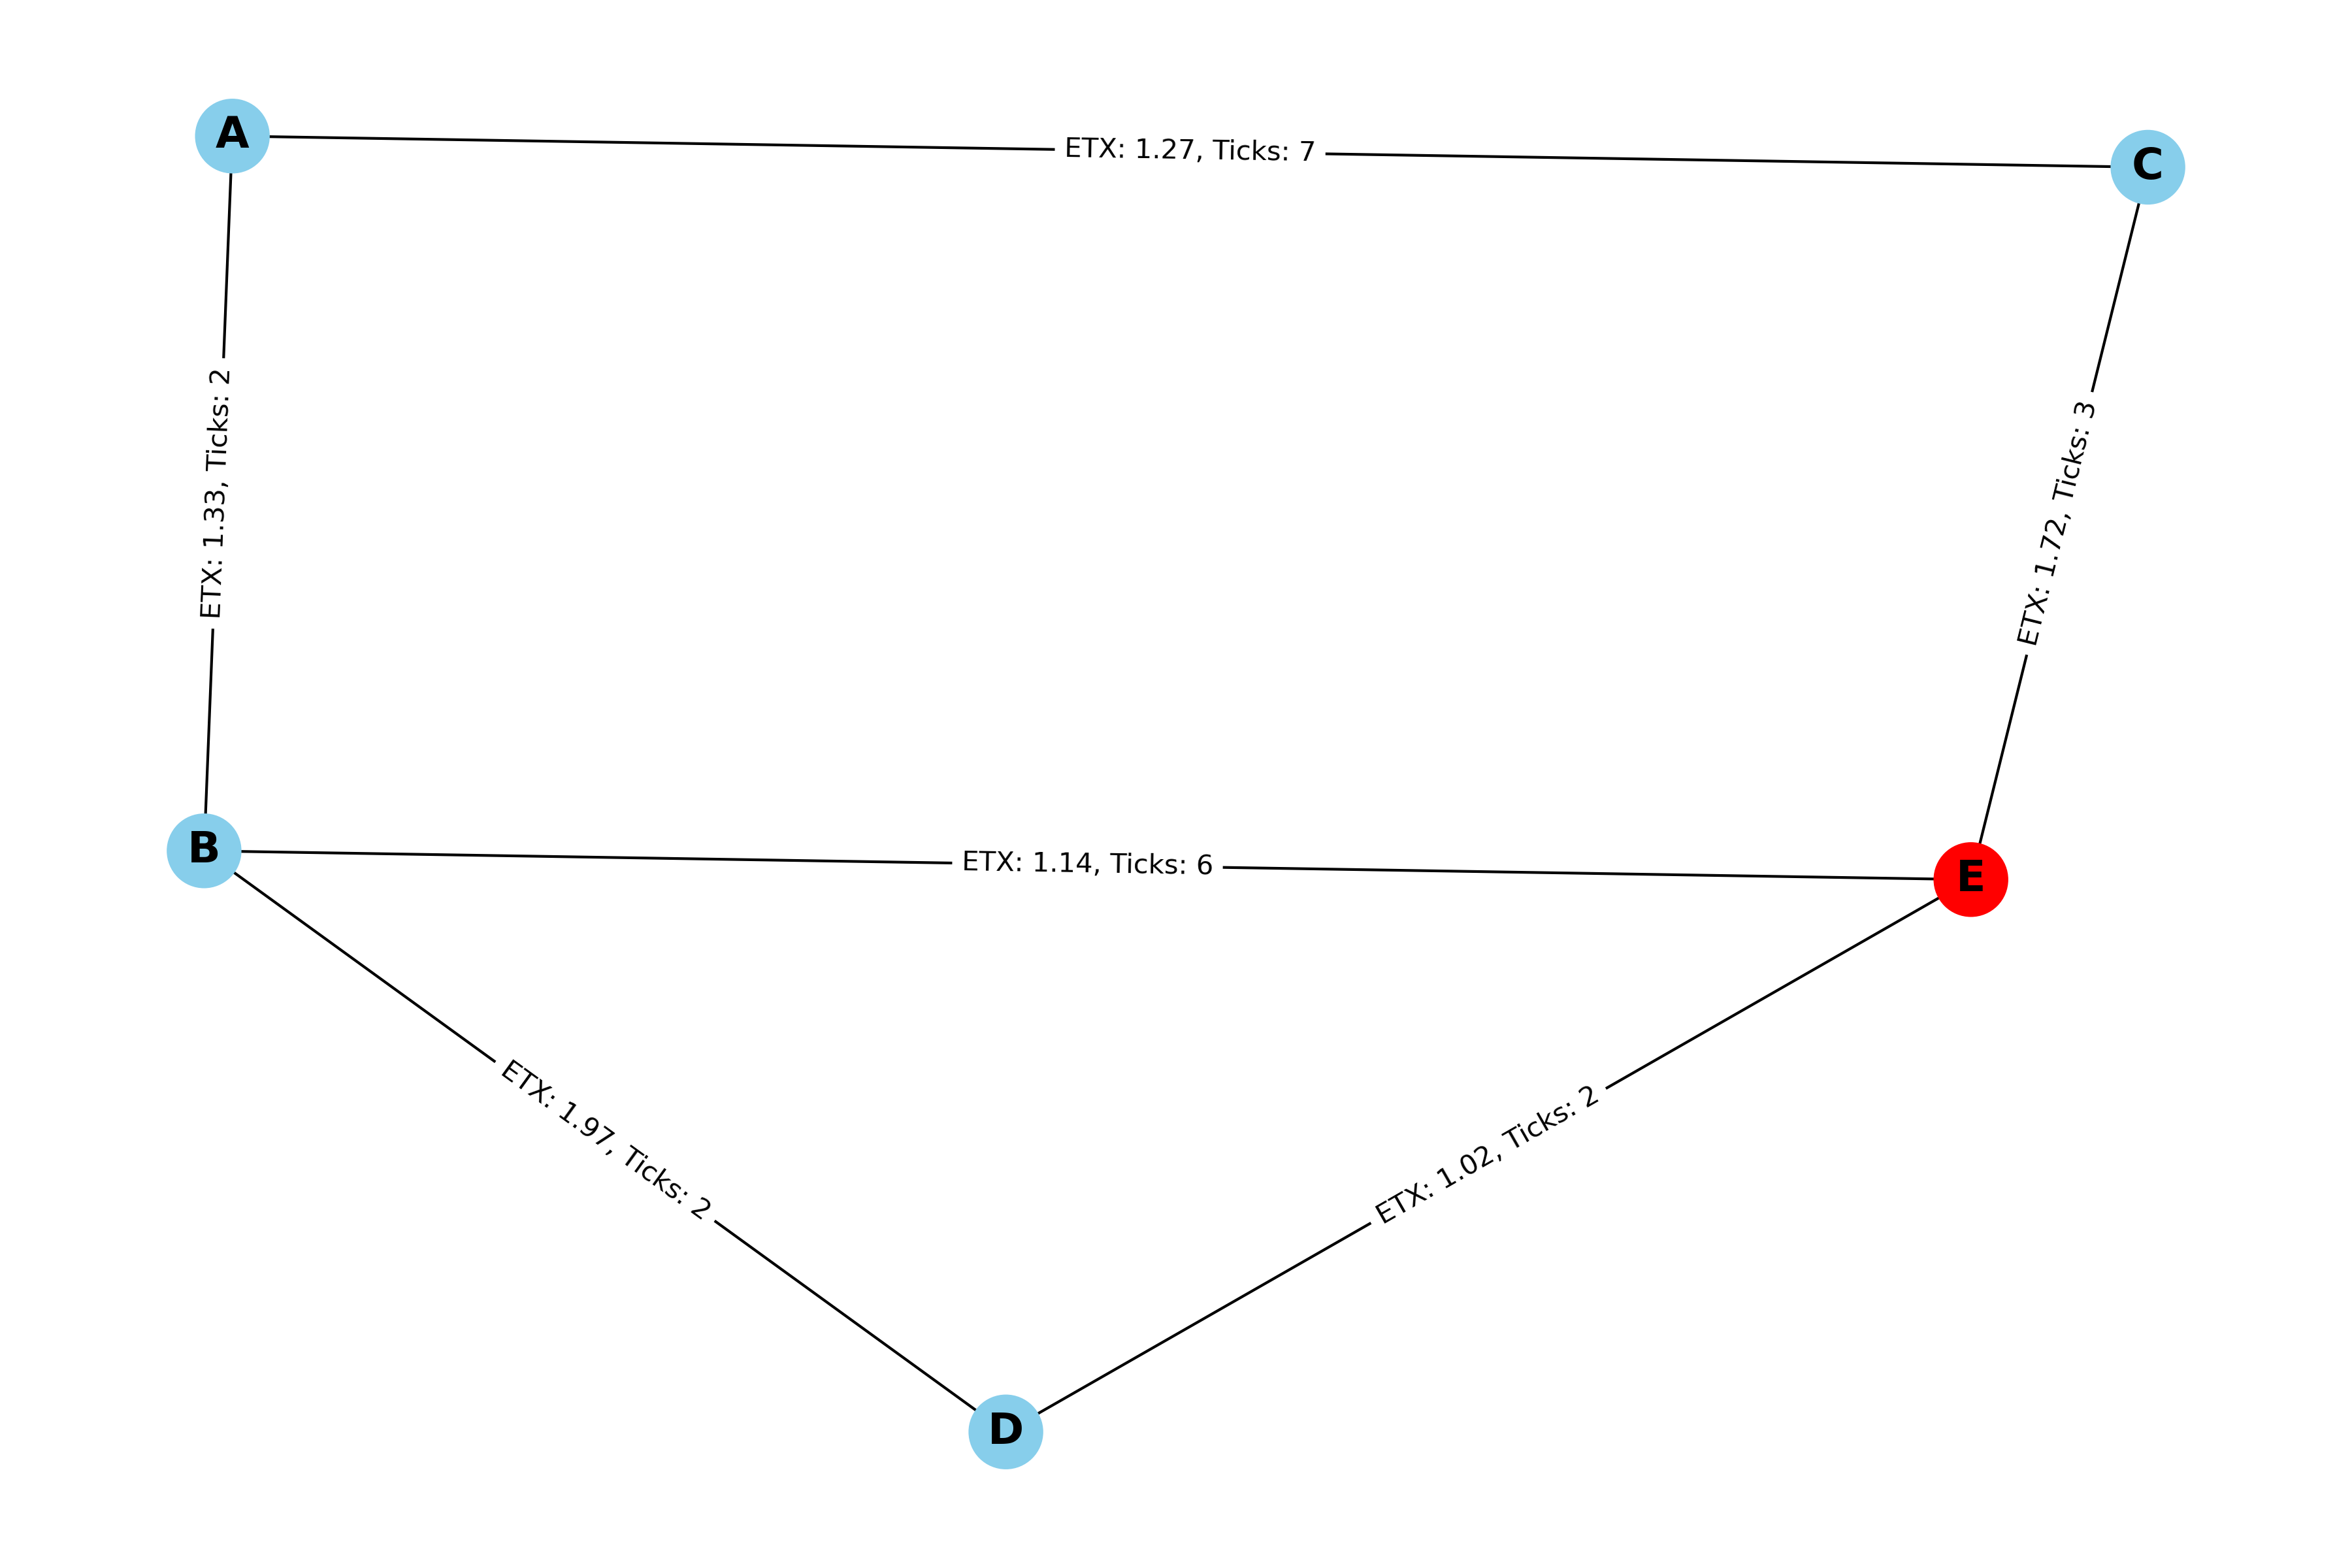 A
ETX: 1.27, Ticks: 7
C
ETX: 1.33, Ticks: 2
ETX: 1.72, Ticks: 3
B
ETX: 1.14, Ticks: 6
E
ETX: 1.97, Ticks: 2
ETX: 1.02, Ticks: 2
D